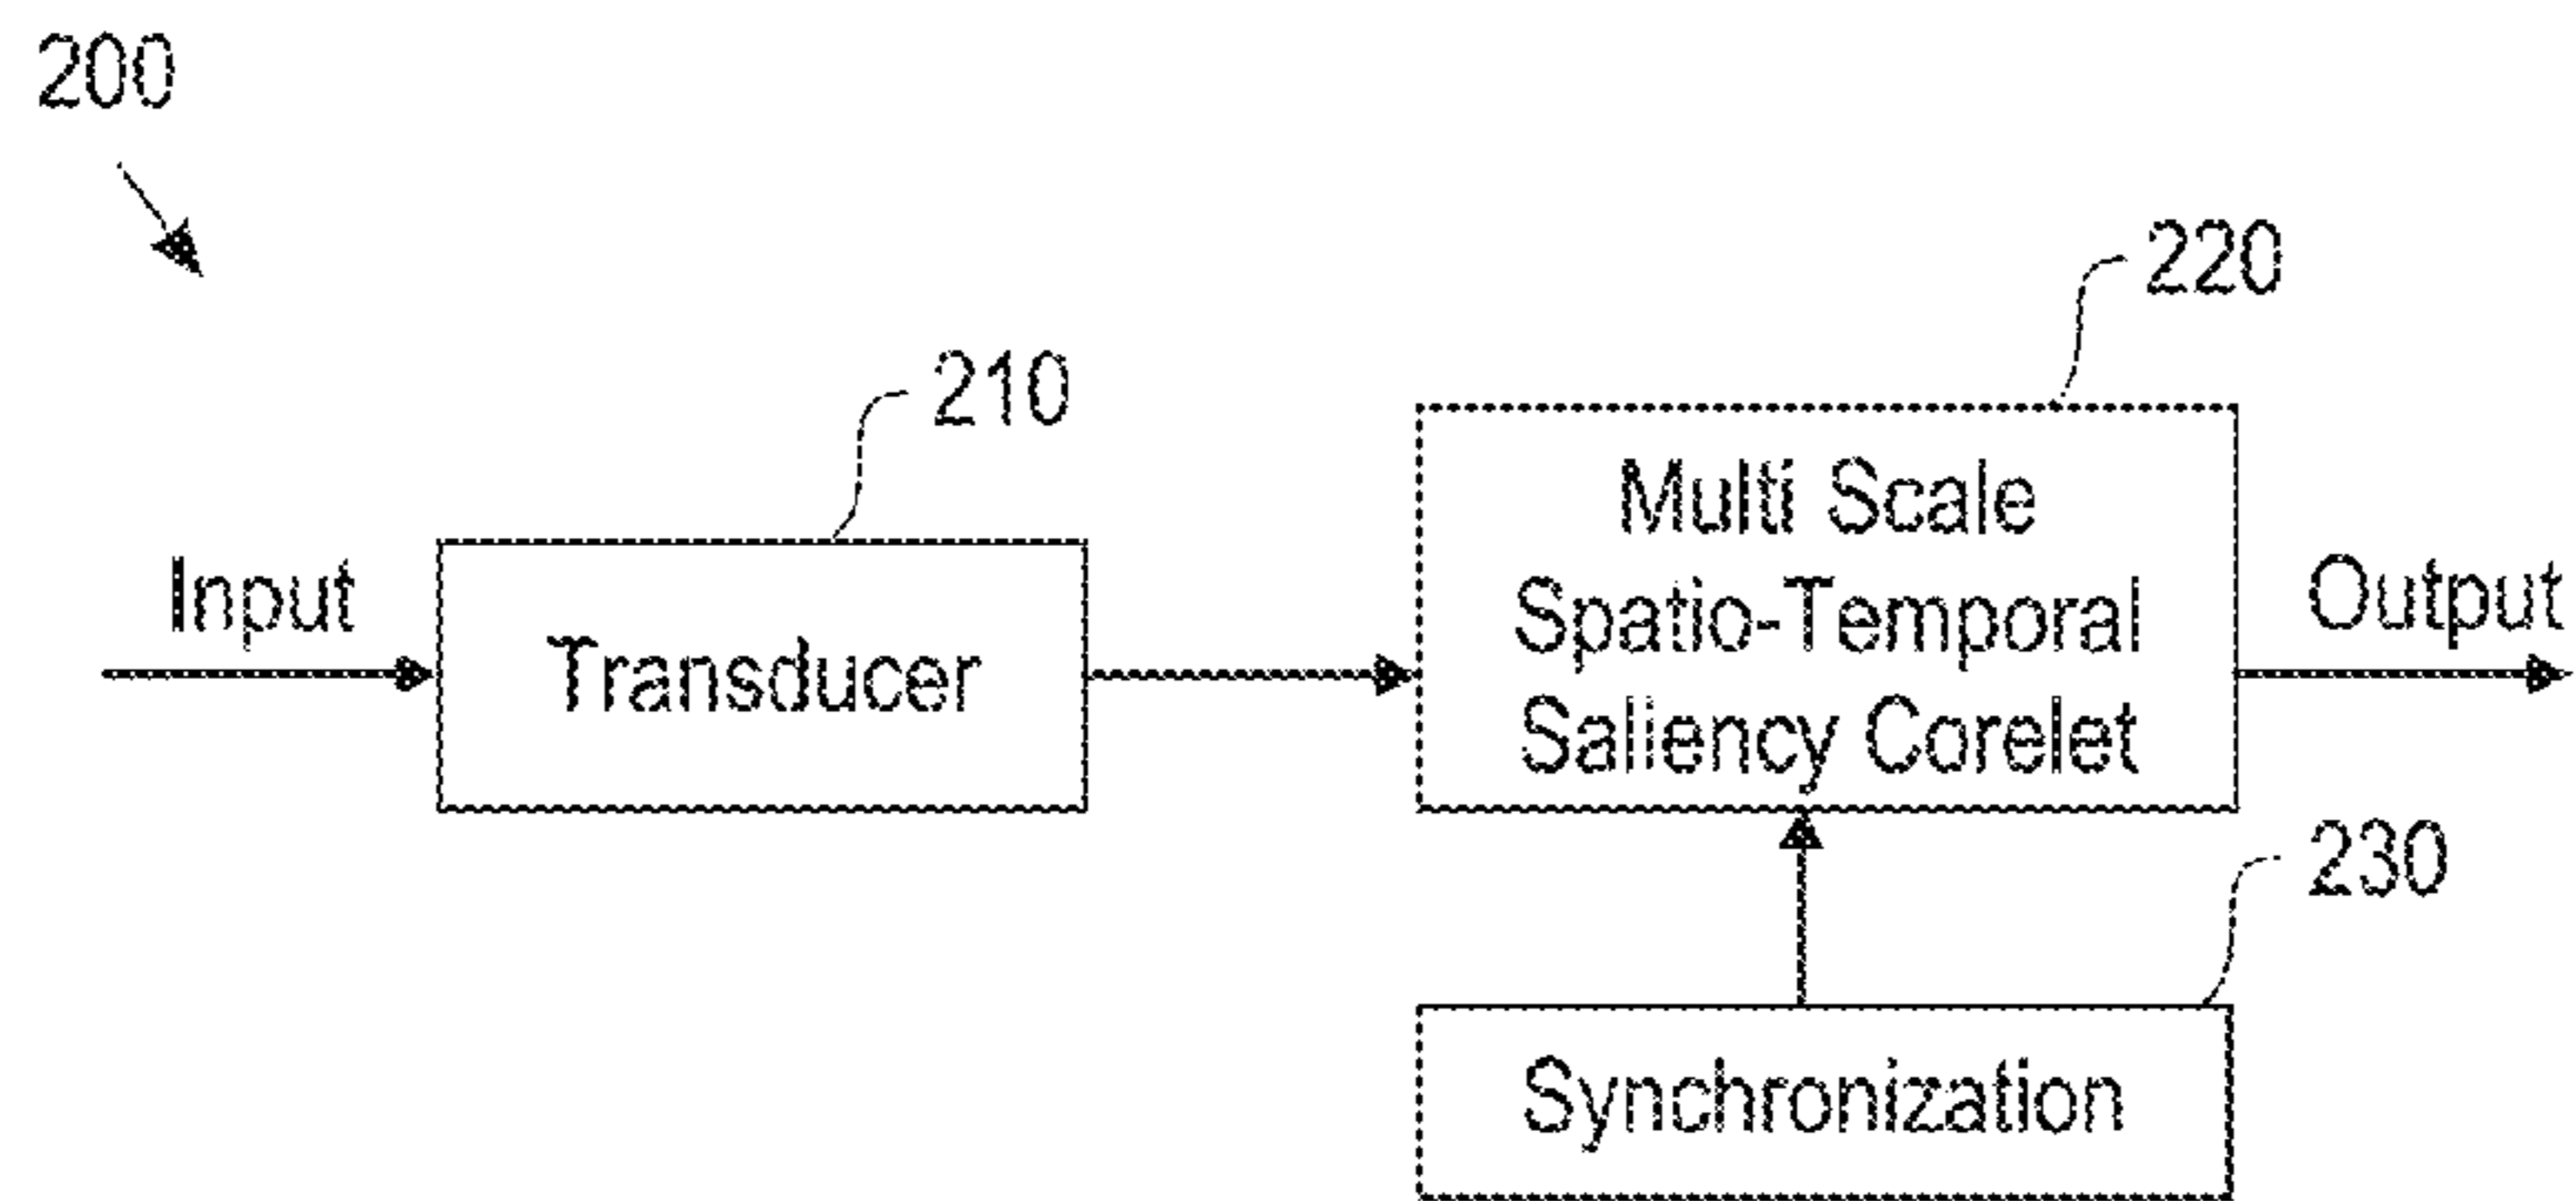 200
220
210
Multi Scale
Input
Spatio-Temporal
Output
Transducer
Saliency Corelet
230
Synchronization